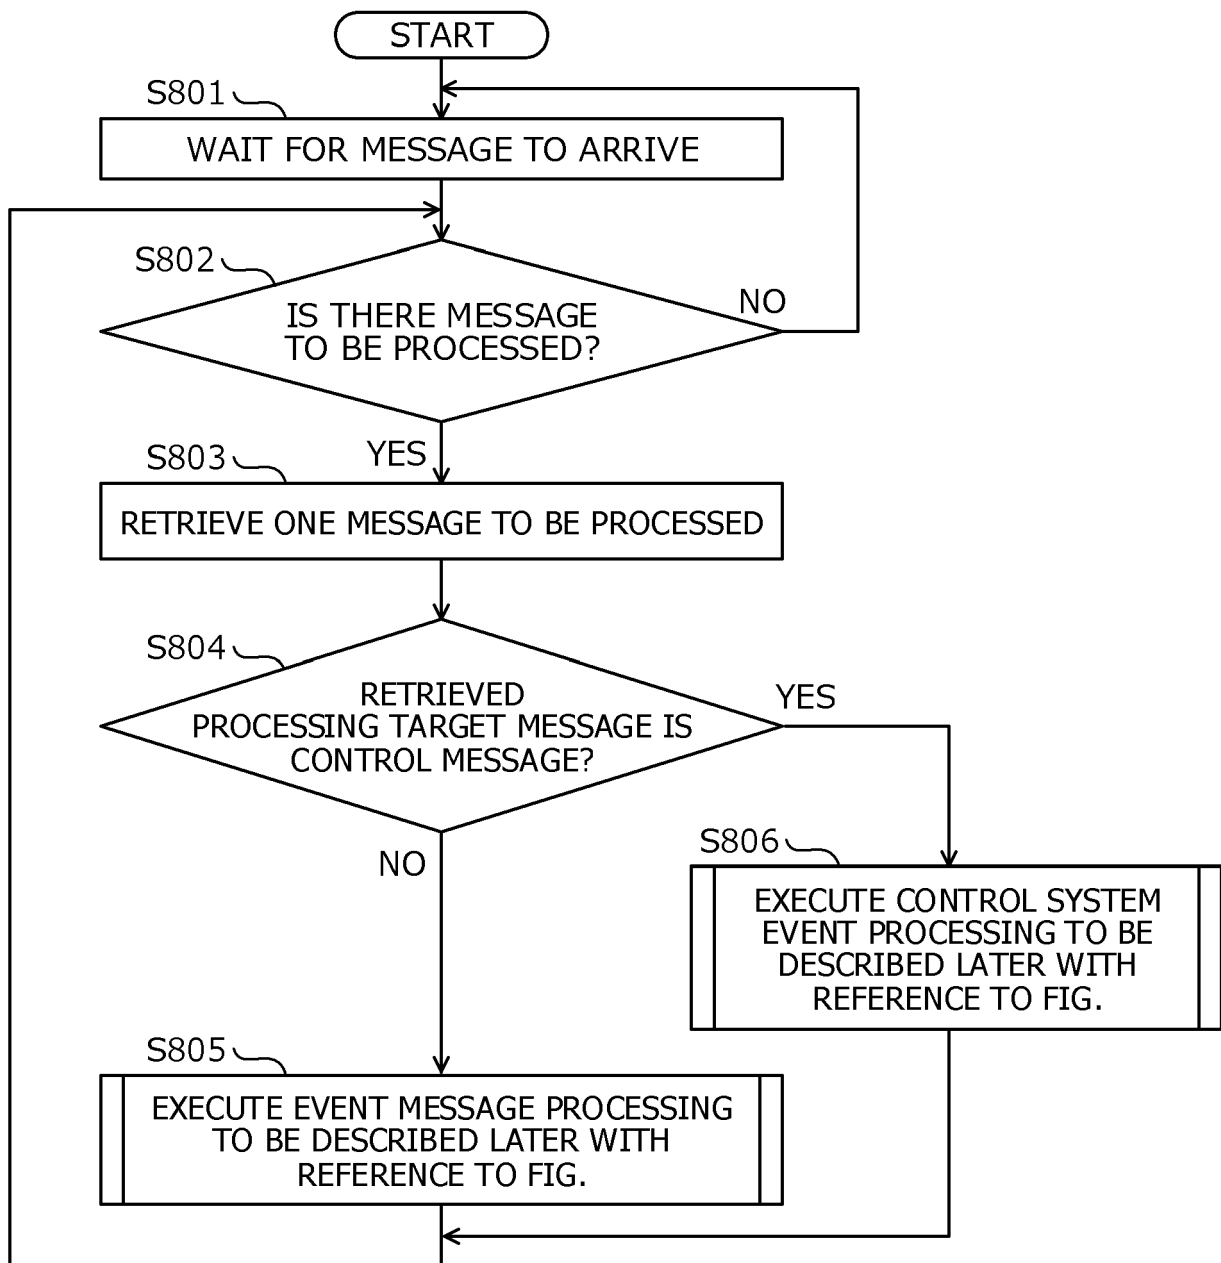 START
S801
WAIT FOR MESSAGE TO ARRIVE
S802
IS THERE MESSAGE
TO BE PROCESSED?
NO
YES
S803
RETRIEVE ONE MESSAGE TO BE PROCESSED
S804
RETRIEVED
PROCESSING TARGET MESSAGE IS
CONTROL MESSAGE?
YES
NO
S806
EXECUTE CONTROL SYSTEM
EVENT PROCESSING TO BE
DESCRIBED LATER WITH
REFERENCE TO FIG.
S805
EXECUTE EVENT MESSAGE PROCESSING
TO BE DESCRIBED LATER WITH
REFERENCE TO FIG.